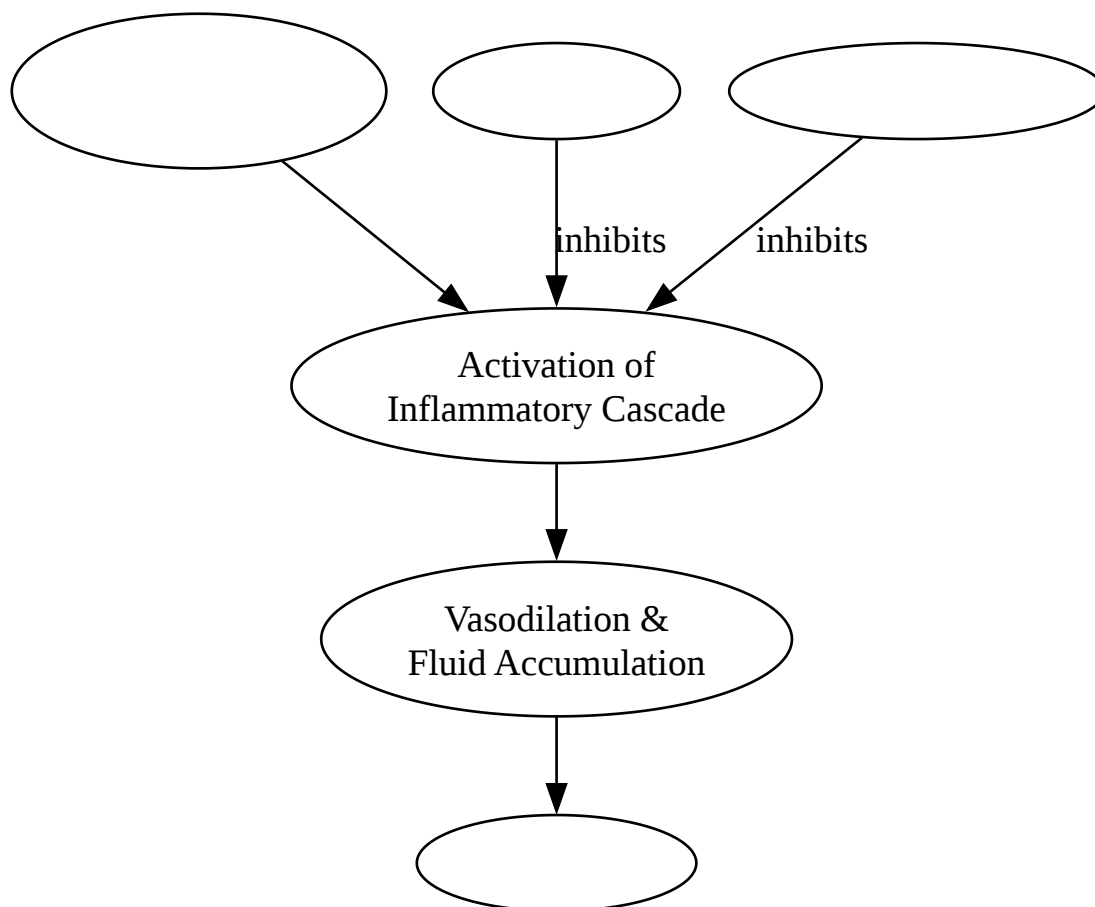 inhibits
inhibits
Activation of
Inflammatory Cascade
Vasodilation &
Fluid Accumulation